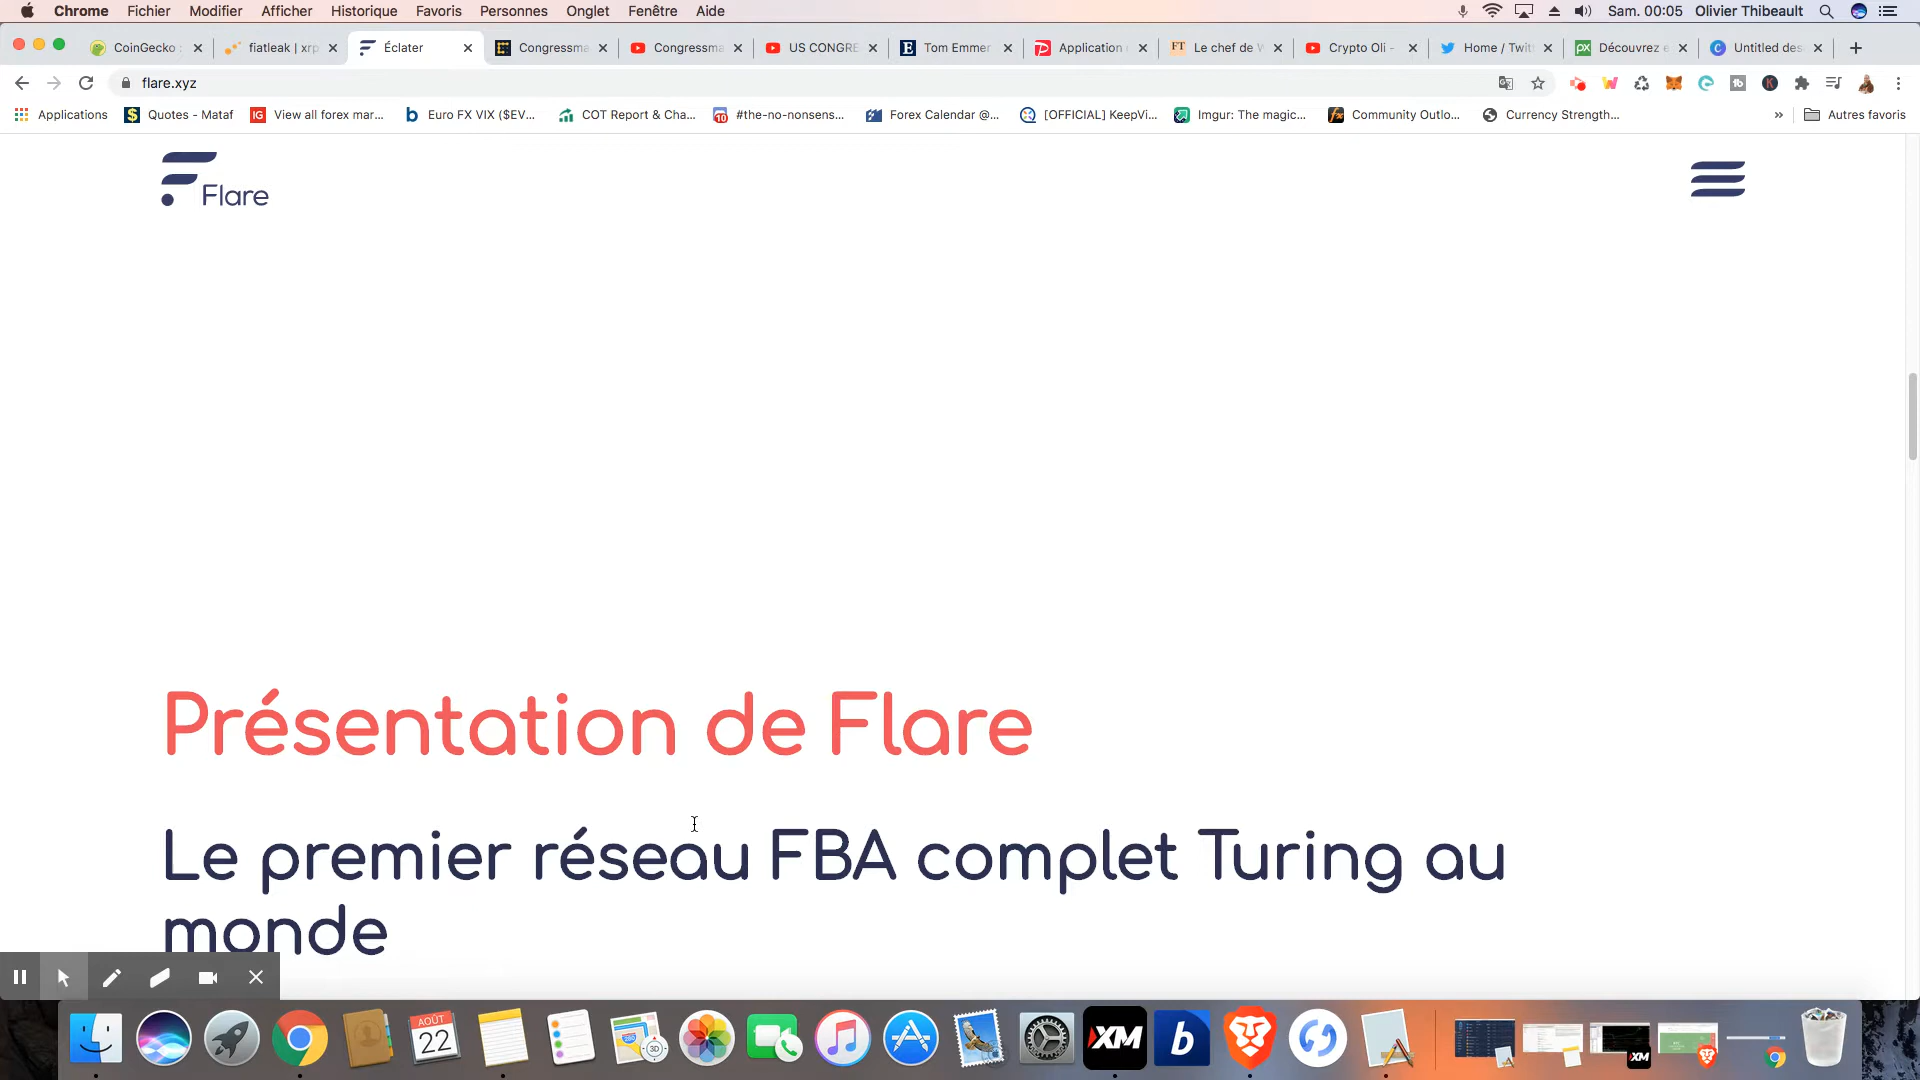 Chrome Fichier Modifier Afficher Historique Favoris Personnes Onglet Fenêtre Aide Sam. 00:05 Olivier Thibeault
CoinGecko : fiatleak | xrp Éclater Congressma Congressma US CONGRE Tom Emmer Application Le chef de W Crypto Oli - Home / Twit Découvrez e Untitled des
flare.xyz
Applications Quotes - Mataf View all forex mar... Euro FX VIX ($EV... COT Report & Cha... #the-no-nonsens... Forex Calendar @... [OFFICIAL] KeepVi... Imgur: The magic... Community Outlo... Currency Strength... » Autres favoris
Flare
Présentation de Flare
Le premier réseau FBA complet Turing au
monde
AOÛT
22
3D
XM
b
XM